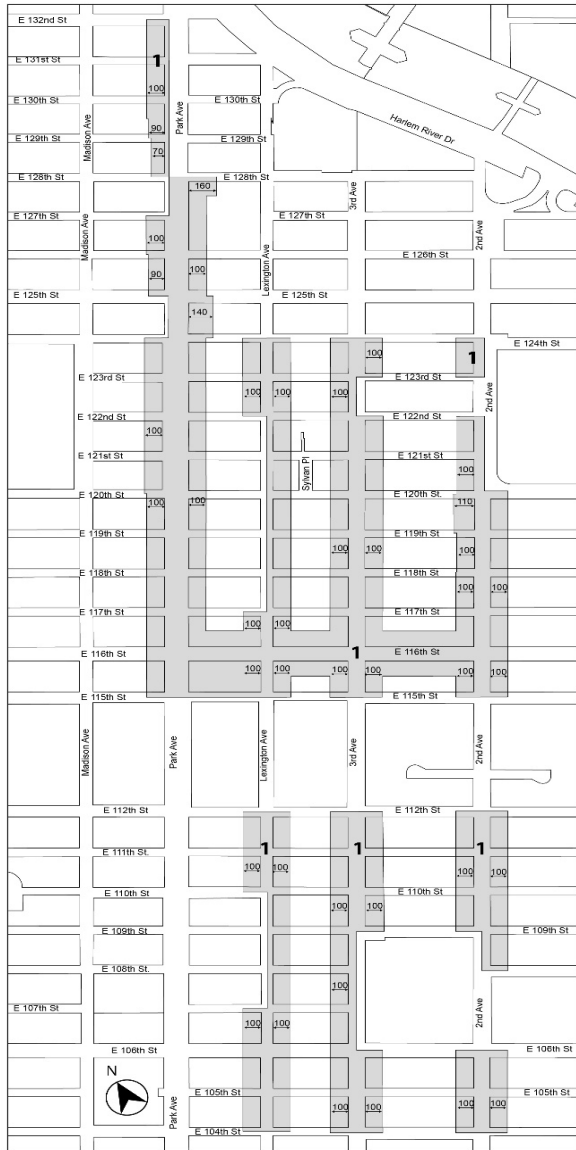 E 132nd St
1
E 131st St
100
E 130th St
E 130th St
90
Madison Ave
Park Ave
Harlem River Dr
E 129th St
E 129th St
70
E 128th St
E 128th St
160
3rd Ave
E 127th St
E 127th St
Madison Ave
100
2nd Ave
Lexington Ave
E 126th St
90
100
E 125th St
E 125th St
140
E 124th St
100
1
E 123rd St
E 123rd St
100
100
100
2nd Ave
E 122nd St
E 122nd St
100
E 121st St
E 121st St
Sylvan Pl
100
E 120th St
E 120th St.
100
100
110
E 119th St
E 119th St
100
100
100
E 118th St
E 118th St
100
100
E 117th St
E 117th St
100
100
E 116th St
1
E 116th St
100
100
100
100
100
100
E 115th St
E 115th St
Madison Ave
Park Ave
Lexington Ave
3rd Ave
2nd Ave
E 112th St
E 112th St
E 111th St.
1
1
1
100
100
100
100
E 110th St
E 110th St
100
100
E 109th St
E 109th St
E 108th St.
100
E 107th St
100
100
2nd Ave
E 106th St
E 106th St
N
E 105th St
E 105th St
100
100
100
100
Park Ave
E 104th St